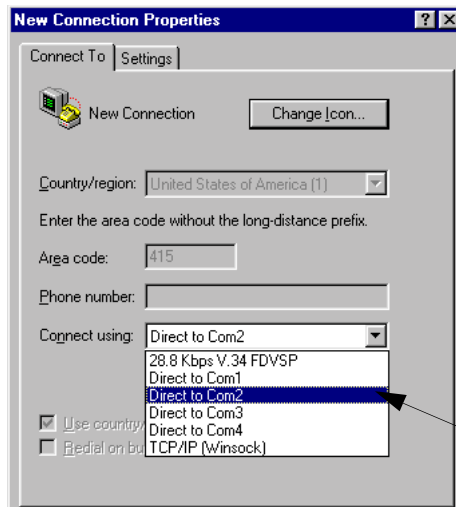 New Connection Properties
Connect To Settings
New Connection Change Icon...
Country/region: United States of America (1)
Enter the area code without the long-distance prefix.
Area code: 415
Phone number:
Connect using: Direct to Com2
28.8 Kbps V.34 FDVSP
Direct to Com1
Direct to Com2
Direct to Com3
Use country/
Direct to Com4
Redial on bu
TCP/IP (Winsock)